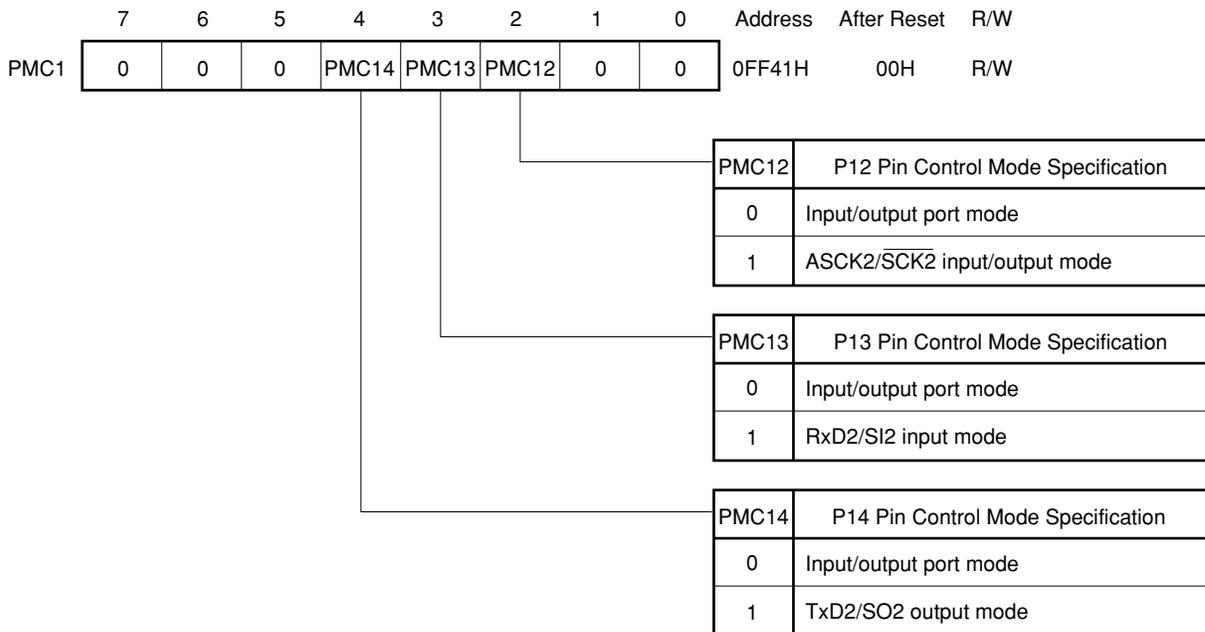 7 6 5 4 3 2 1 0 Address After Reset R/W
PMC1 0 0 0 PMC14 PMC13 PMC12 0 0 0FF41H 00H R/W
PMC12 P12 Pin Control Mode Specification
0 Input/output port mode
1 ASCK2/S̅C̅K̅2̅ input/output mode
PMC13 P13 Pin Control Mode Specification
0 Input/output port mode
1 RxD2/SI2 input mode
PMC14 P14 Pin Control Mode Specification
0 Input/output port mode
1 TxD2/SO2 output mode